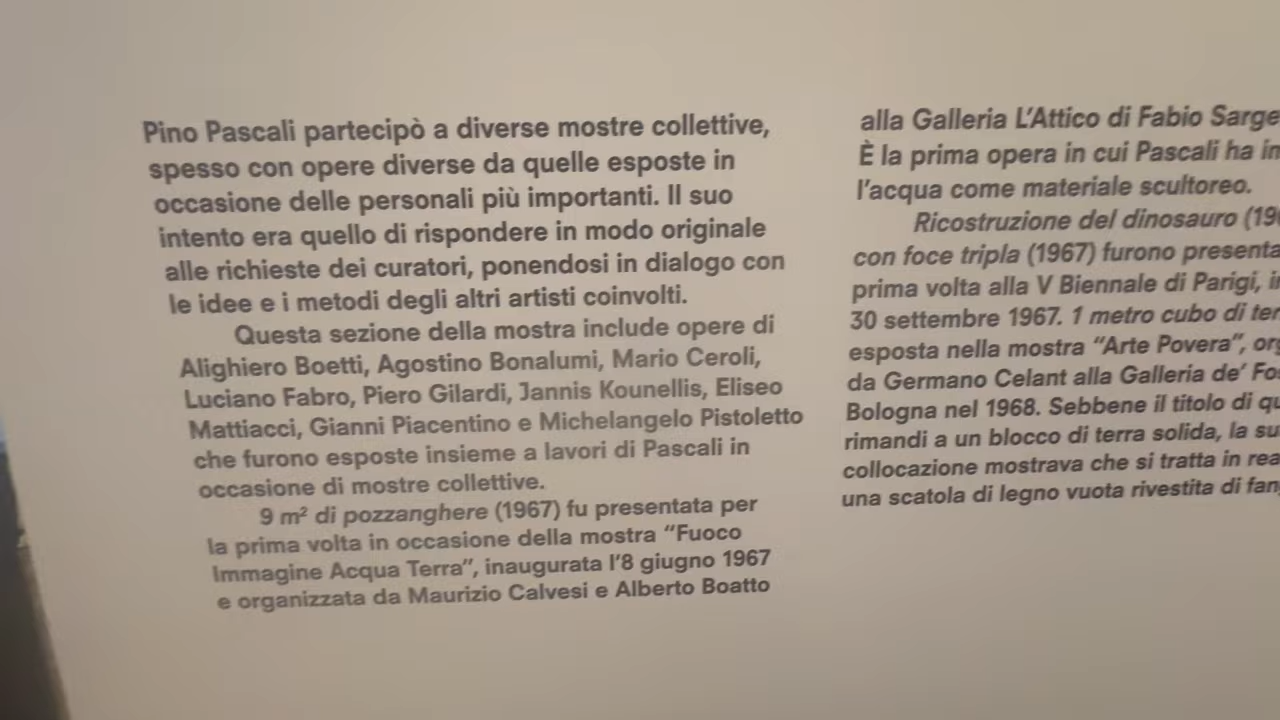 Pino Pascali partecipò a diverse mostre collettive,
spesso con opere diverse da quelle esposte in
occasione delle personali più importanti. Il suo
intento era quello di rispondere in modo originale
alle richieste dei curatori, ponendosi in dialogo con
le idee e i metodi degli altri artisti coinvolti.
Questa sezione della mostra include opere di
Alighiero Boetti, Agostino Bonalumi, Mario Ceroli,
Luciano Fabro, Piero Gilardi, Jannis Kounellis, Eliseo
Mattiacci, Gianni Piacentino e Michelangelo Pistoletto
che furono esposte insieme a lavori di Pascali in
occasione di mostre collettive.
9 m² di pozzanghere (1967) fu presentata per
la prima volta in occasione della mostra “Fuoco
Immagine Acqua Terra”, inaugurata l’8 giugno 1967
e organizzata da Maurizio Calvesi e Alberto Boatto
alla Galleria L’Attico di Fabio
È la prima opera in cui Pascali ha
l’acqua come materiale scultoreo.
Ricostruzione del dinosauro
con foce tripla (1967) furono
prima volta alla V Biennale di Parigi,
30 settembre 1967. 1 metro cubo di
esposta nella mostra “Arte Povera”,
da Germano Celant alla Galleria de’
Bologna nel 1968. Sebbene il titolo di
rimandi a un blocco di terra solida, la
collocazione mostrava che si tratta in
una scatola di legno vuota rivestita di